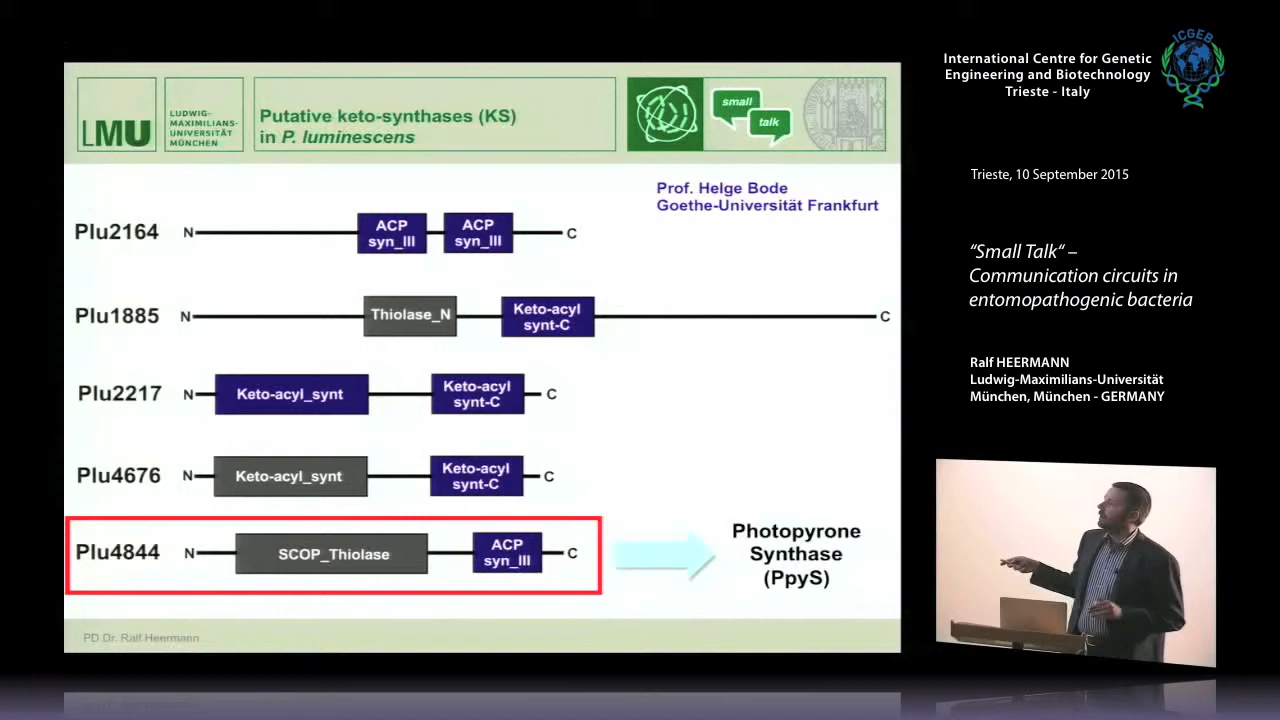 LMU
LUDWIG-
MAXIMILIANS-
UNIVERSITÄT
MÜNCHEN
Putative keto-synthases (KS)
in P. luminescens
small
talk
Prof. Helge Bode
Goethe-Universität Frankfurt
Plu2164 N ACP syn_III ACP syn_III C
Plu1885 N Thiolase_N Keto-acyl synt-C C
Plu2217 N Keto-acyl_synt Keto-acyl synt-C C
Plu4676 N Keto-acyl_synt Keto-acyl synt-C C
Plu4844 N SCOP_Thiolase ACP syn_III C
Photopyrone
Synthase
(PpyS)
PD Dr. Ralf Heermann
International Centre for Genetic
Engineering and Biotechnology
Trieste - Italy
ICGEB
Trieste, 10 September 2015
“Small Talk“ –
Communication circuits in
entomopathogenic bacteria
Ralf HEERMANN
Ludwig-Maximilians-Universität
München, München - GERMANY